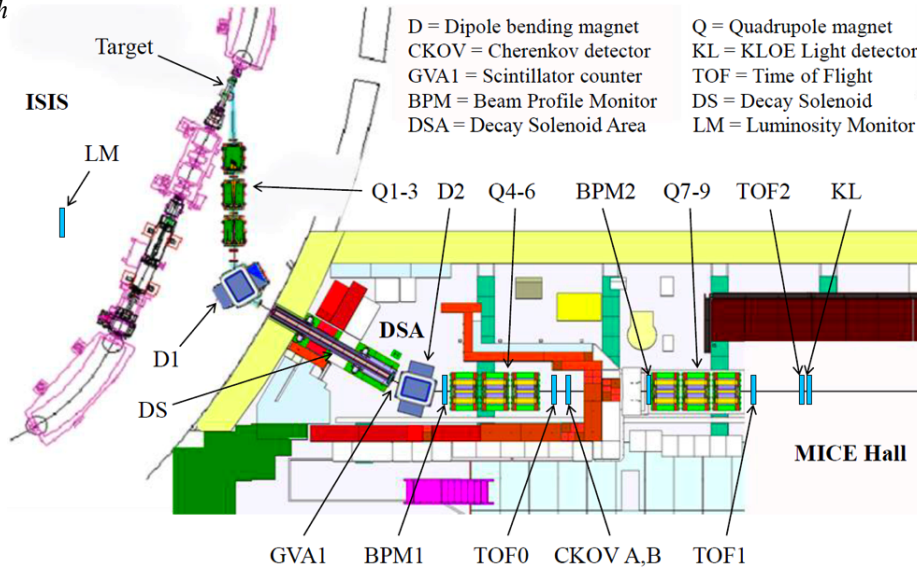 h
D = Dipole bending magnet
Q = Quadrupole magnet
CKOV = Cherenkov detector
KL = KLOE Light detector
GVA1 = Scintillator counter
TOF = Time of Flight
BPM = Beam Profile Monitor
DS = Decay Solenoid
DSA = Decay Solenoid Area
LM = Luminosity Monitor
Target
ISIS
LM
Q1-3
D2
Q4-6
BPM2
Q7-9
TOF2
KL
DSA
D1
DS
MICE Hall
GVA1
BPM1
TOF0
CKOV A,B
TOF1